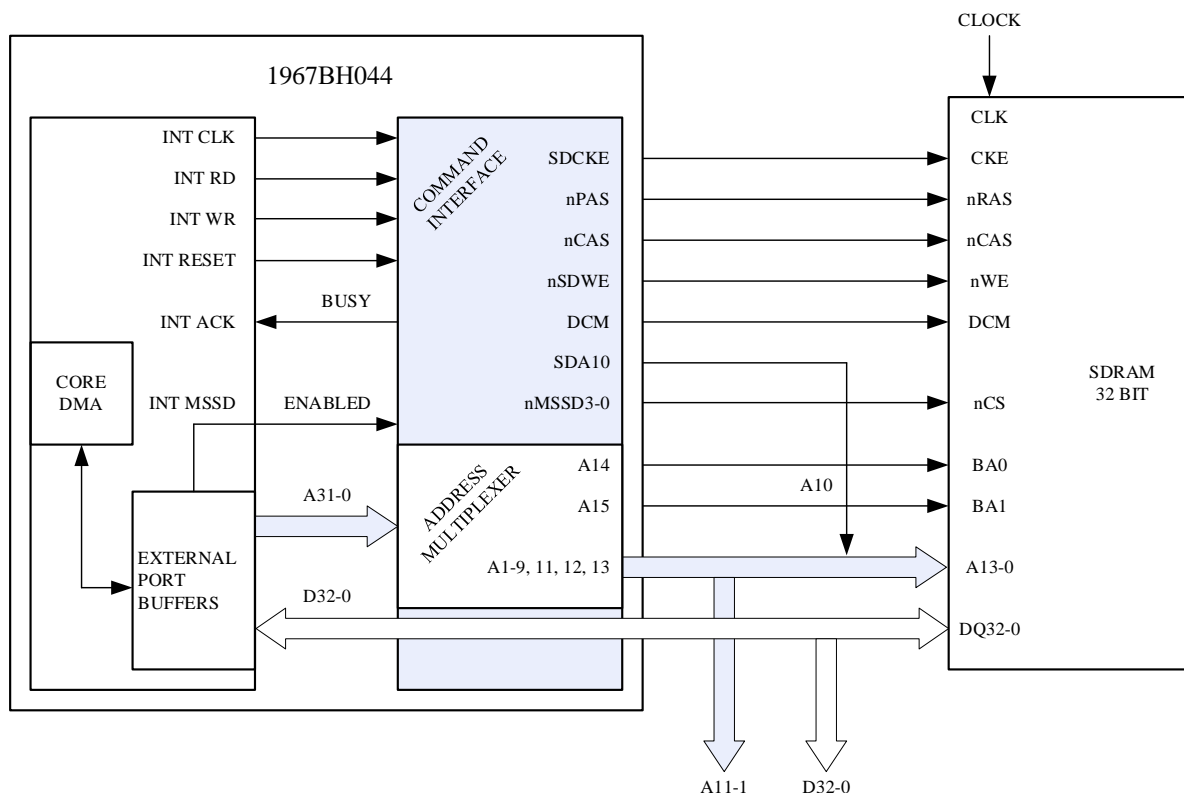 CLOCK
1967BH044
CLK
INT CLK
COMMAND
INTERFACE
SDCKE
CKE
INT RD
nPAS
nRAS
INT WR
nCAS
nCAS
INT RESET
nSDWE
nWE
BUSY
INT ACK
DCM
DCM
SDA10
SDRAM
32 BIT
CORE
DMA
INT MSSD
ENABLED
nMSSD3-0
nCS
A14
A10
BA0
A31-0
ADDRESS
MULTIPLEXER
A15
BA1
EXTERNAL
PORT
BUFFERS
A1-9, 11, 12, 13
A13-0
D32-0
DQ32-0
A11-1
D32-0